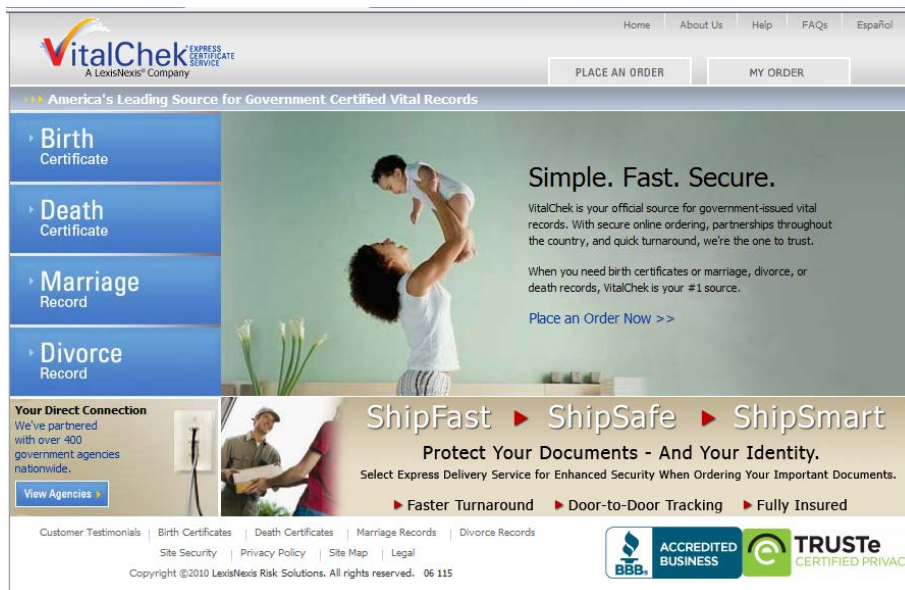 Home About Us Help FAQs Español
VitalChek EXPRESS
CERTIFICATE
SERVICE
A LexisNexis® Company
PLACE AN ORDER MY ORDER
America's Leading Source for Government Certified Vital Records
Birth
Certificate
Death
Certificate
Marriage
Record
Divorce
Record
Simple. Fast. Secure.
VitalChek is your official source for government-issued vital
records. With secure online ordering, partnerships throughout
the country, and quick turnaround, we're the one to trust.
When you need birth certificates or marriage, divorce, or
death records, VitalChek is your #1 source.
Place an Order Now >>
Your Direct Connection
We've partnered
with over 400
government agencies
nationwide.
View Agencies
ShipFast ShipSafe ShipSmart
Protect Your Documents - And Your Identity.
Select Express Delivery Service for Enhanced Security When Ordering Your Important Documents.
Faster Turnaround Door-to-Door Tracking Fully Insured
Customer Testimonials | Birth Certificates | Death Certificates | Marriage Records | Divorce Records
Site Security | Privacy Policy | Site Map | Legal
Copyright ©2010 LexisNexis Risk Solutions. All rights reserved. 06 115
BBB.
ACCREDITED
BUSINESS
TRUSTe
CERTIFIED PRIVAC